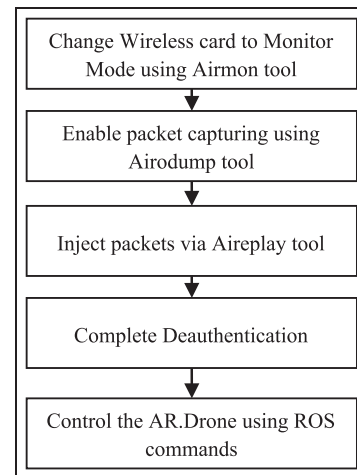 Change Wireless card to Monitor
Mode using Airmon tool
Enable packet capturing using
Airodump tool
Inject packets via Aireplay tool
Complete Deauthentication
Control the AR.Drone using ROS
commands